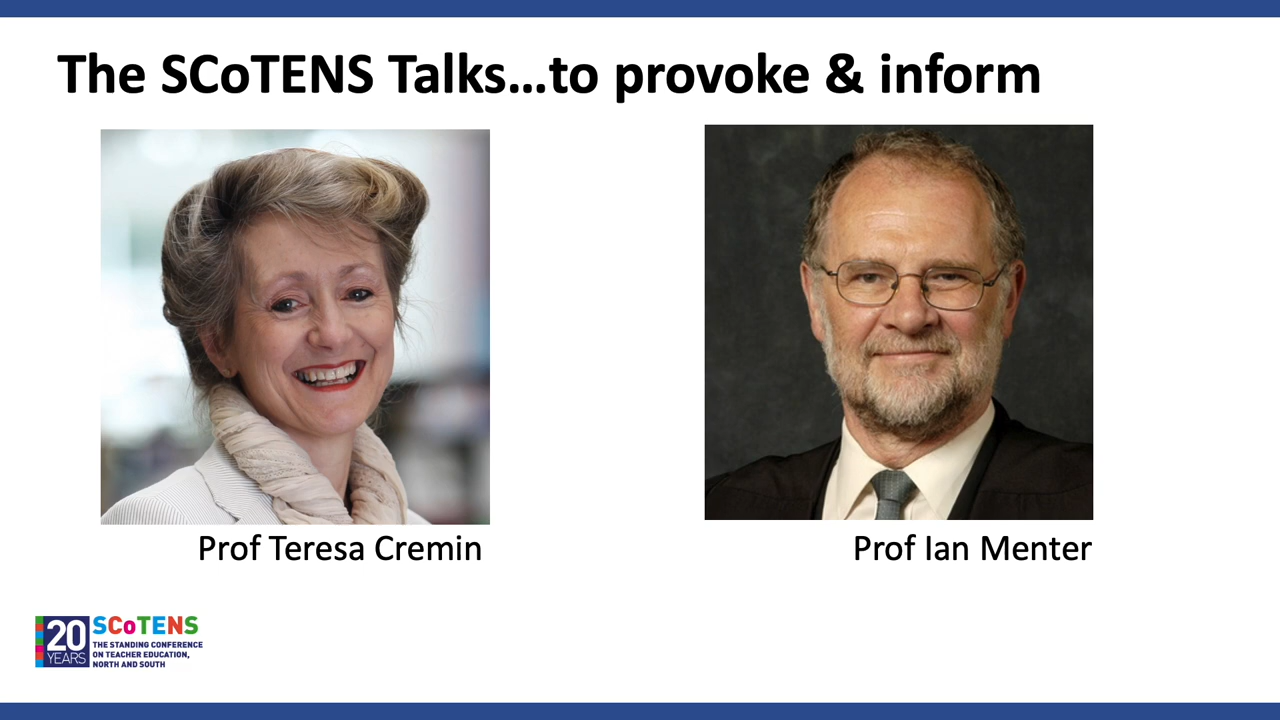 The SCoTENS Talks...to provoke & inform
Prof Teresa Cremin
Prof Ian Menter
20
YEARS
SCoTENS
THE STANDING CONFERENCE
ON TEACHER EDUCATION,
NORTH AND SOUTH